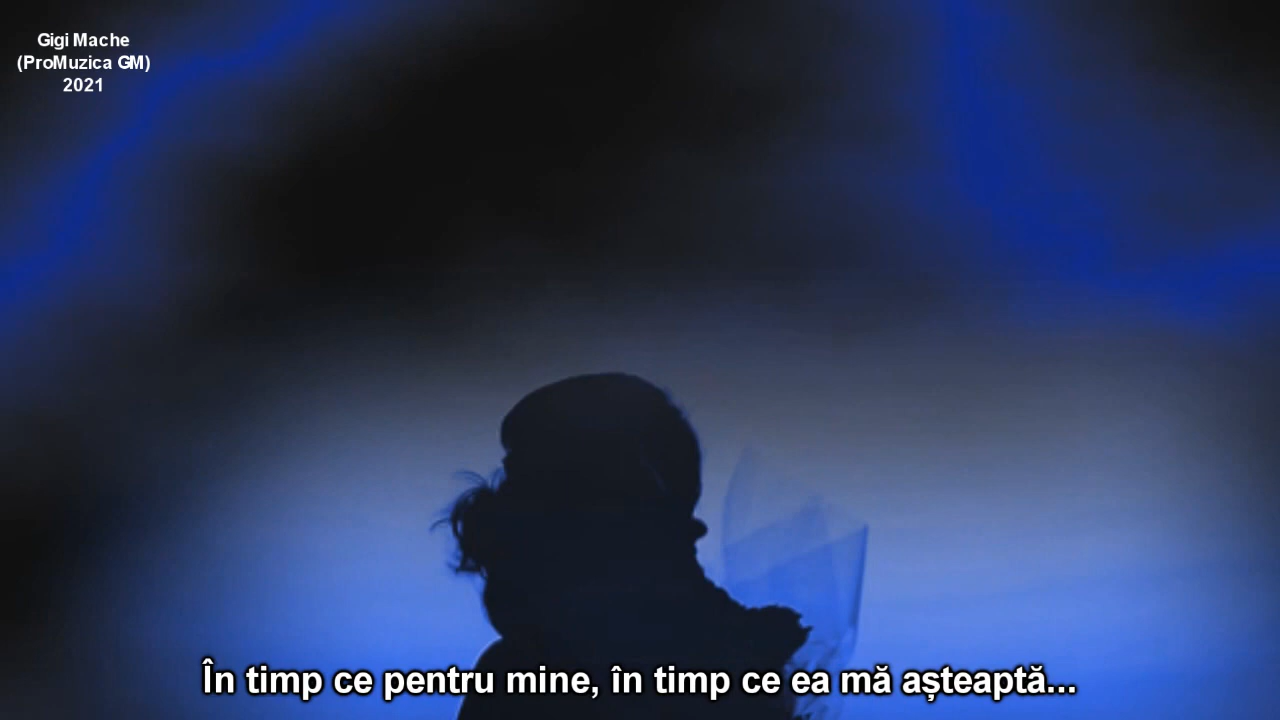 Gigi Mache
(ProMuzica GM)
2021
În timp ce pentru mine, în timp ce ea mă așteaptă...